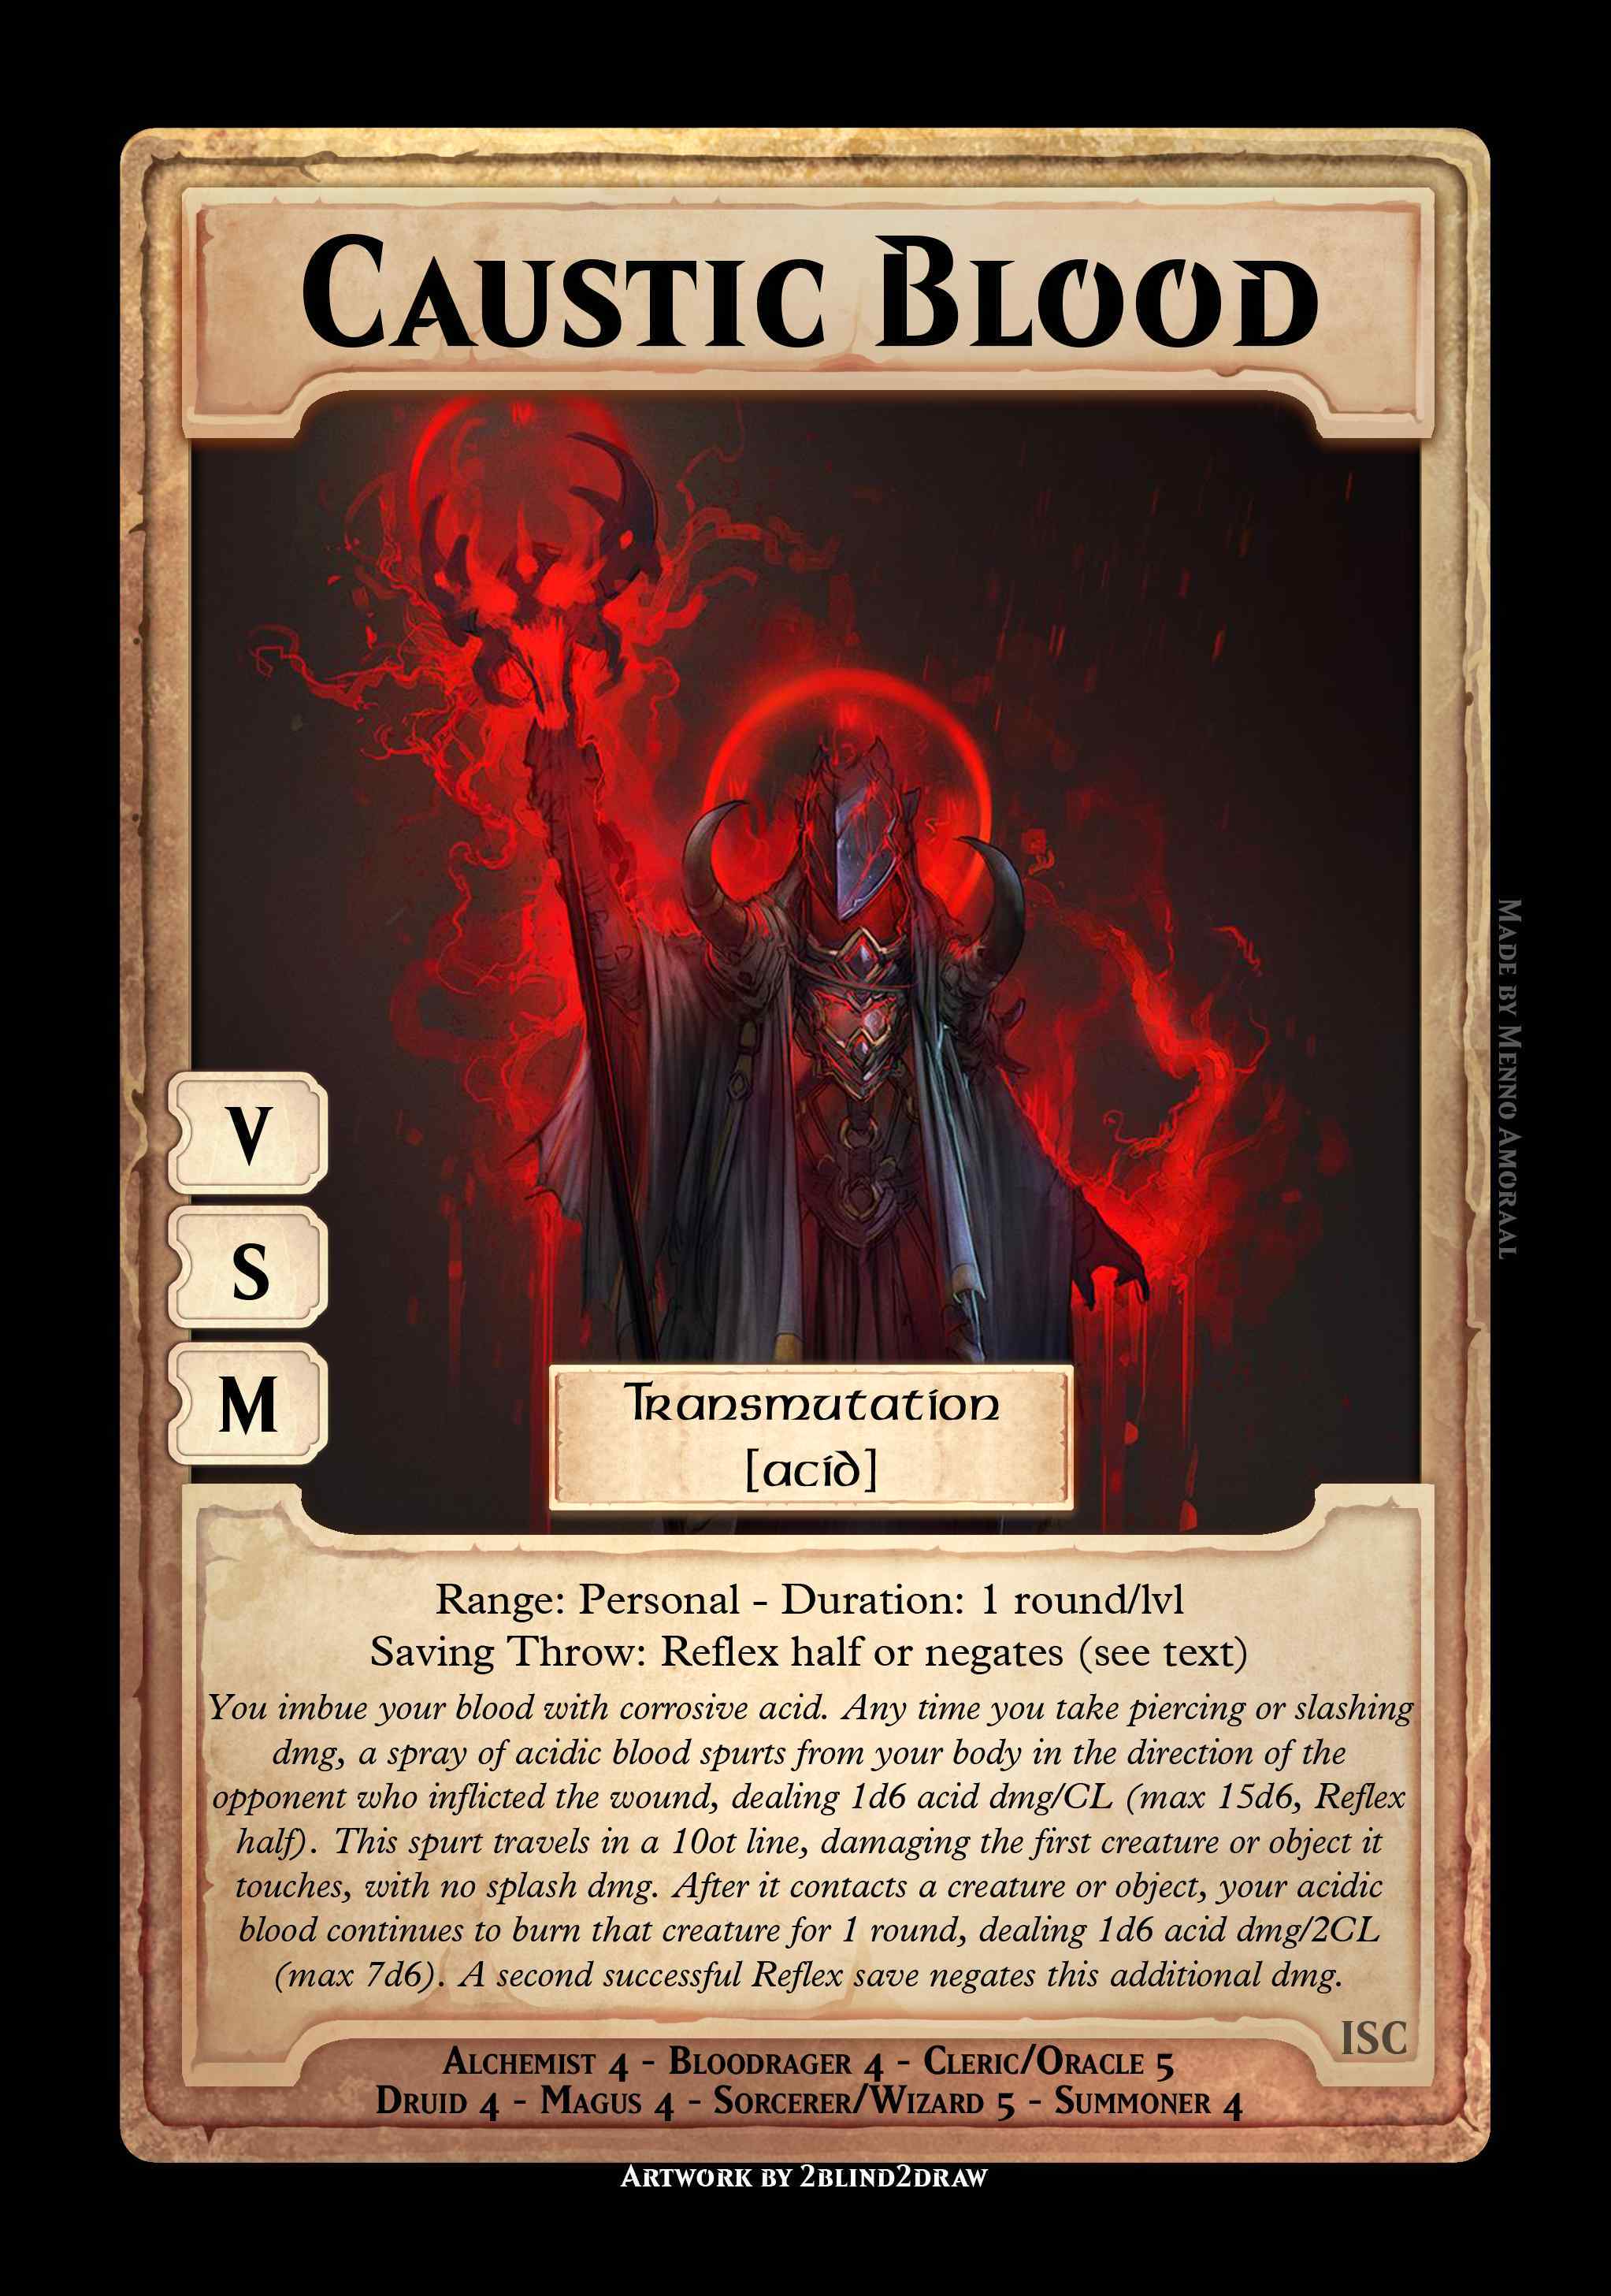 Caustic Blood
V
S
M
Transmutation
[acid]
Range: Personal - Duration: 1 round/lvl
Saving Throw: Reflex half or negates (see text)
You imbue your blood with corrosive acid. Any time you take piercing or slashing
dmg, a spray of acidic blood spurts from your body in the direction of the
opponent who inflicted the wound, dealing 1d6 acid dmg/CL (max 15d6, Reflex
half). This spurt travels in a 10ot line, damaging the first creature or object it
touches, with no splash dmg. After it contacts a creature or object, your acidic
blood continues to burn that creature for 1 round, dealing 1d6 acid dmg/2CL
(max 7d6). A second successful Reflex save negates this additional dmg.
ISC
Alchemist 4 - Bloodrager 4 - Cleric/Oracle 5
Druid 4 - Magus 4 - Sorcerer/Wizard 5 - Summoner 4
Artwork by 2blind2draw
Made by Menno Amoraal